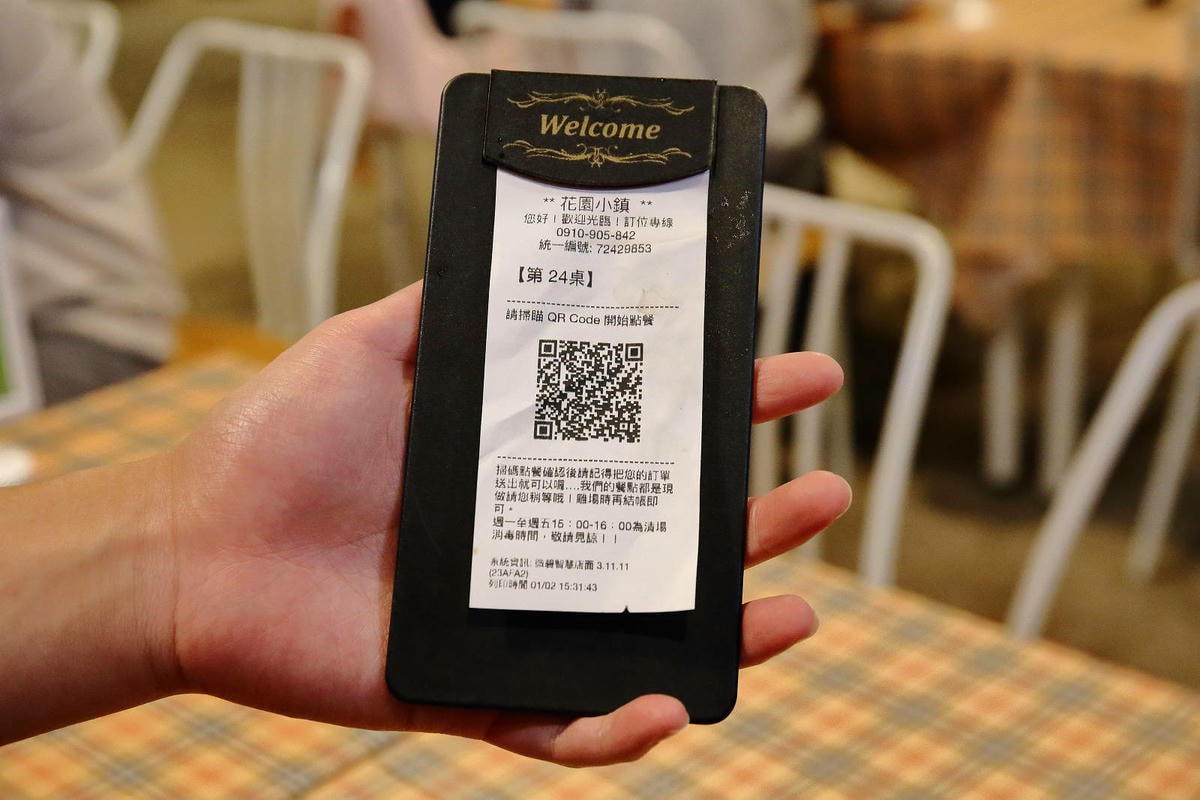 Welcome
** 花園小鎮 **
您好！歡迎光臨！訂位專線
0910-905-842
統一編號: 72429853
【第 24桌】
請掃瞄 QR Code 開始點餐
掃碼點餐確認後請記得把您的訂單
送出就可以喔....我們的餐點都是現
做請您稍等哦！離場時再結帳即
可。
週一至週五15：00-16：00為清場
消毒時間，敬請見諒！！
系統資訊: 微碧智慧店面 3.11.11
(23AFA2)
列印時間 01/02 15:31:43